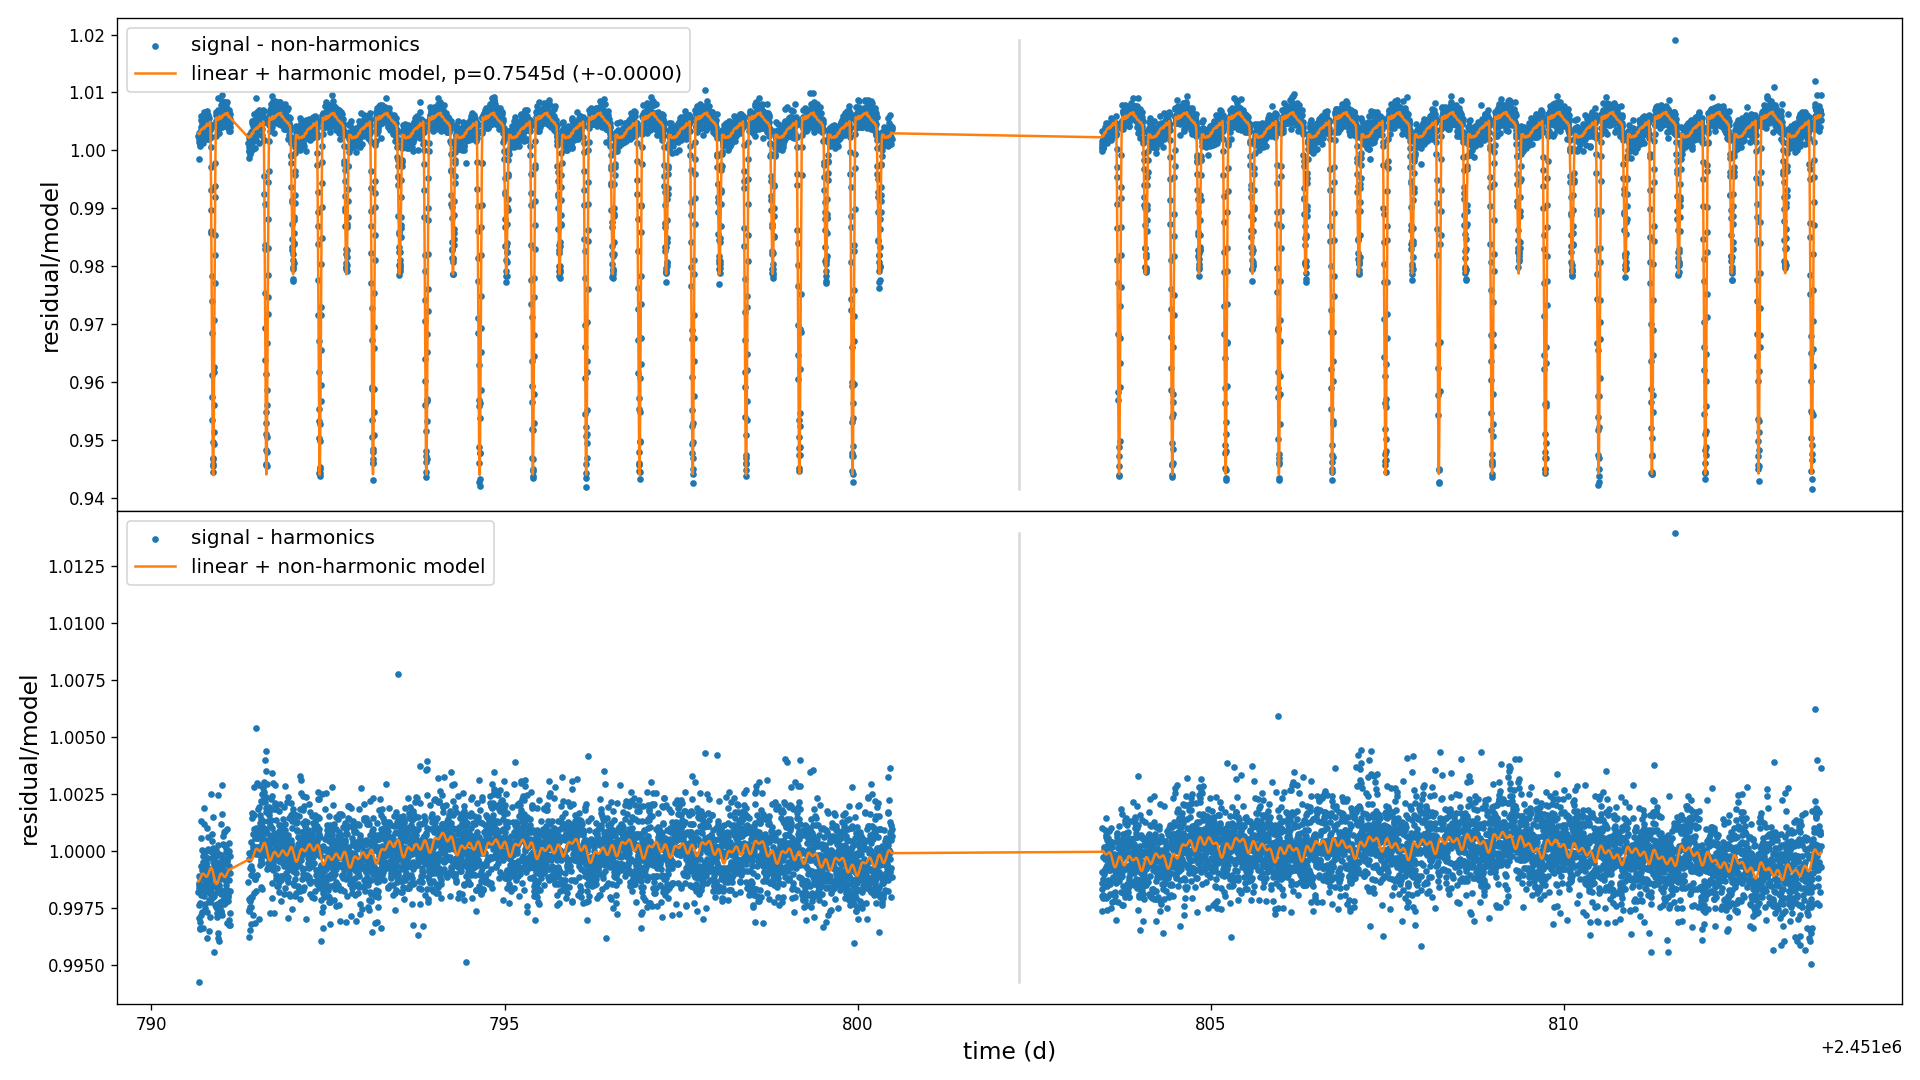 signal - non-harmonics
linear + harmonic model, p=0.7545d (+-0.0000)
1.02
1.01
1.00
0.99
0.98
0.97
0.96
0.95
0.94
residual/model
signal - harmonics
linear + non-harmonic model
1.0125
1.0100
1.0075
1.0050
1.0025
1.0000
0.9975
0.9950
residual/model
790
795
800
805
810
time (d)
+2.451e6